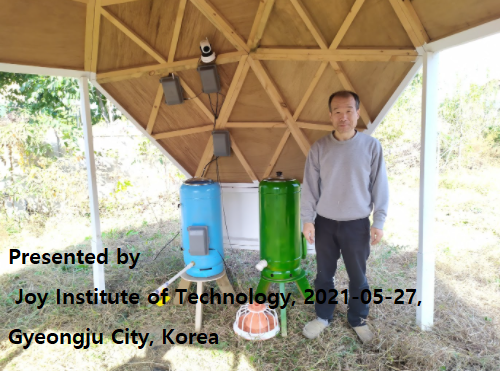 Presented by
Joy Institute of Technology, 2021-05-27,
Gyeongju City, Korea